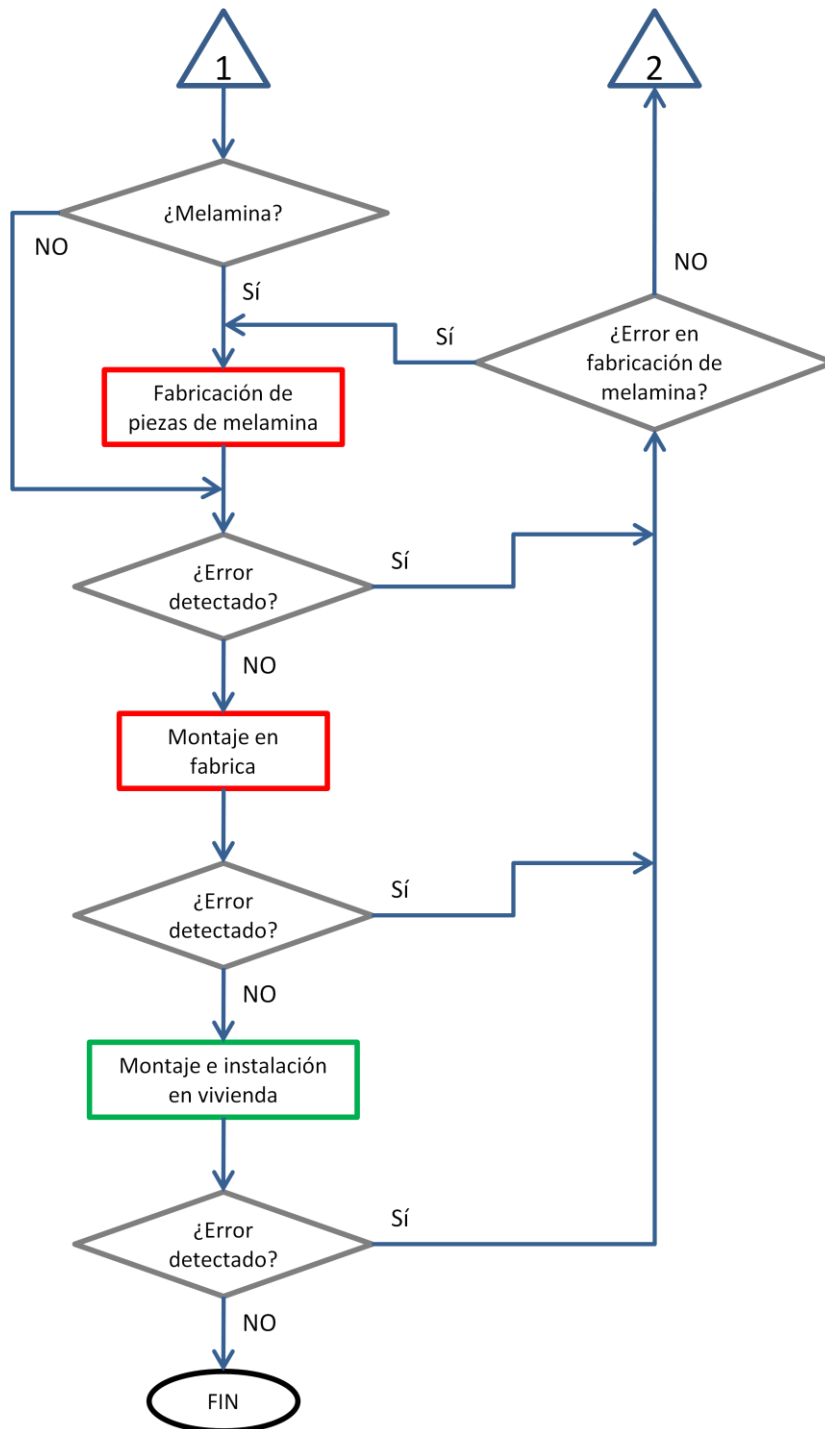 1
2
¿Melamina?
NO
Sí
NO
Sí
¿Error en
fabricación de
melamina?
Fabricación de
piezas de melamina
¿Error
detectado?
Sí
NO
Montaje en
fabrica
¿Error
detectado?
Sí
NO
Montaje e instalación
en vivienda
¿Error
detectado?
Sí
NO
FIN